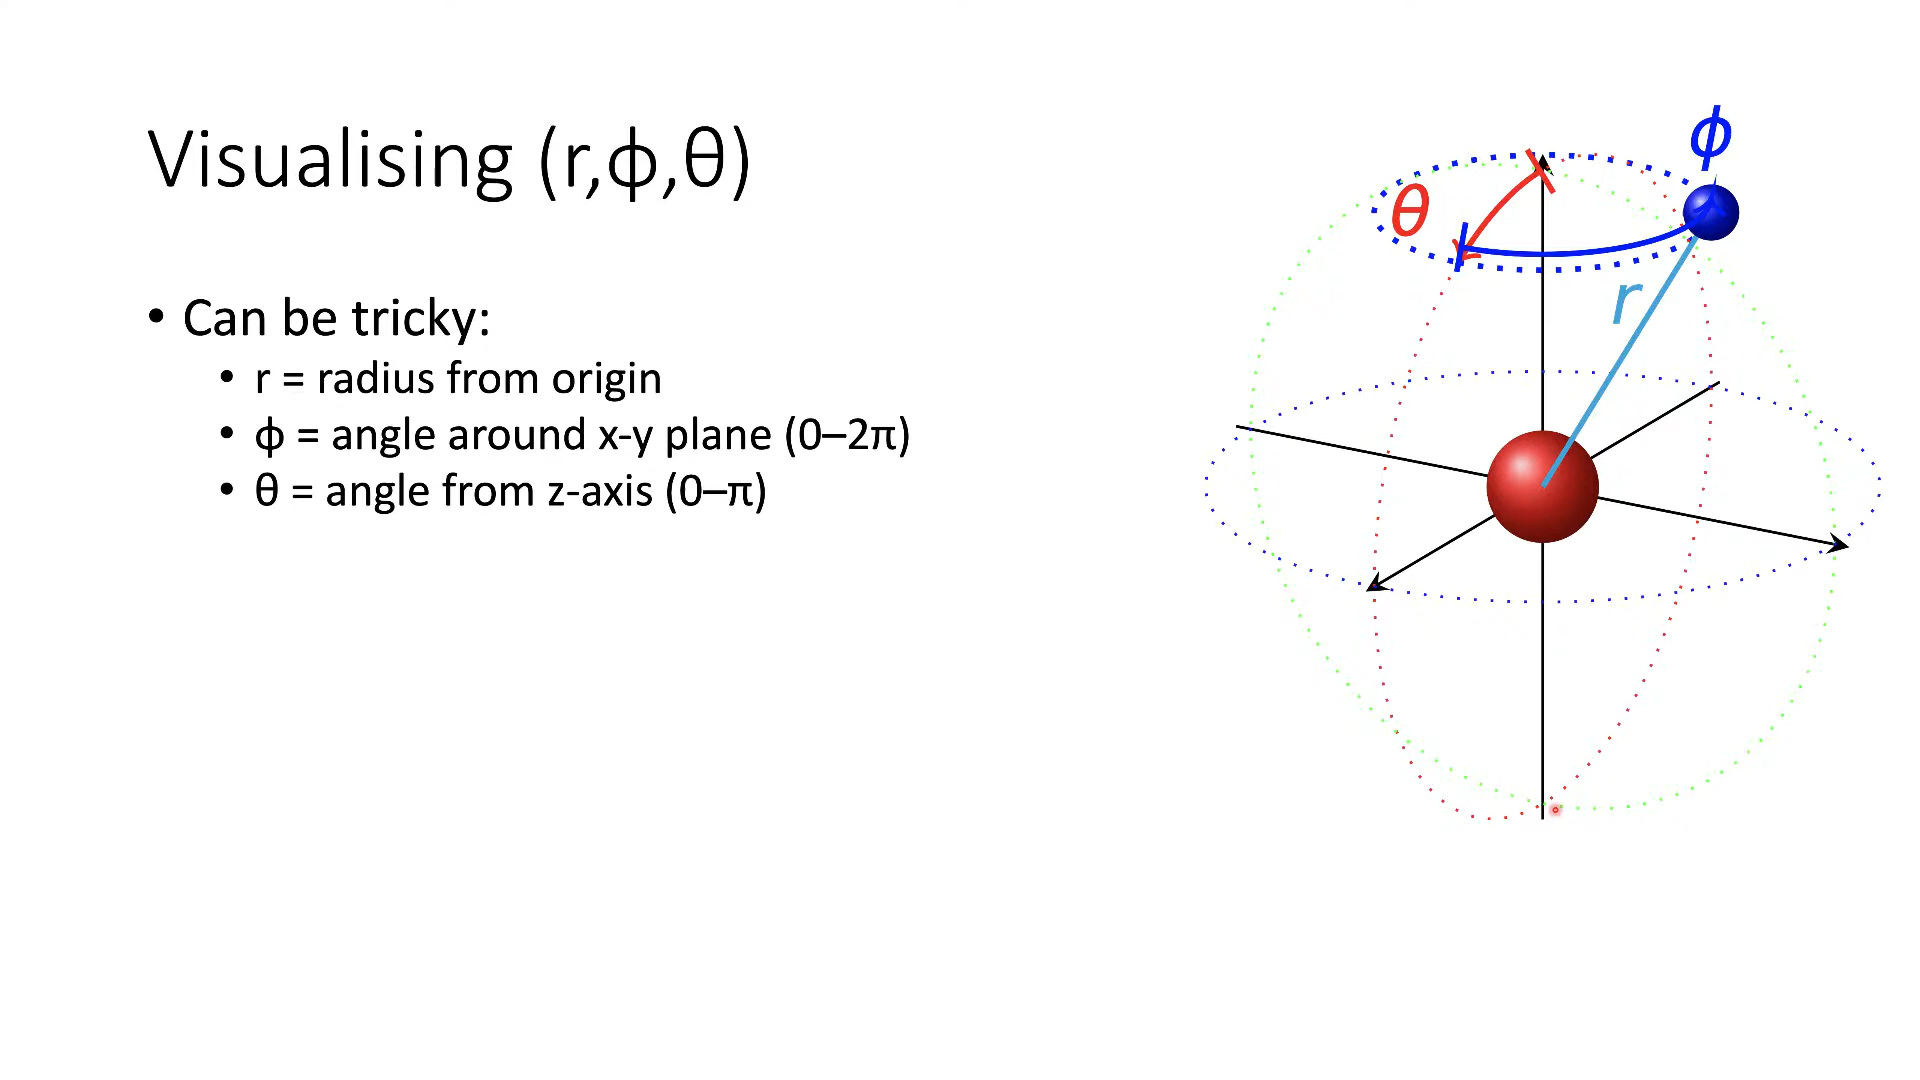 Visualising (r,ϕ,θ)
• Can be tricky:
• r = radius from origin
• ϕ = angle around x-y plane (0–2π)
• θ = angle from z-axis (0–π)
ϕ
θ
r